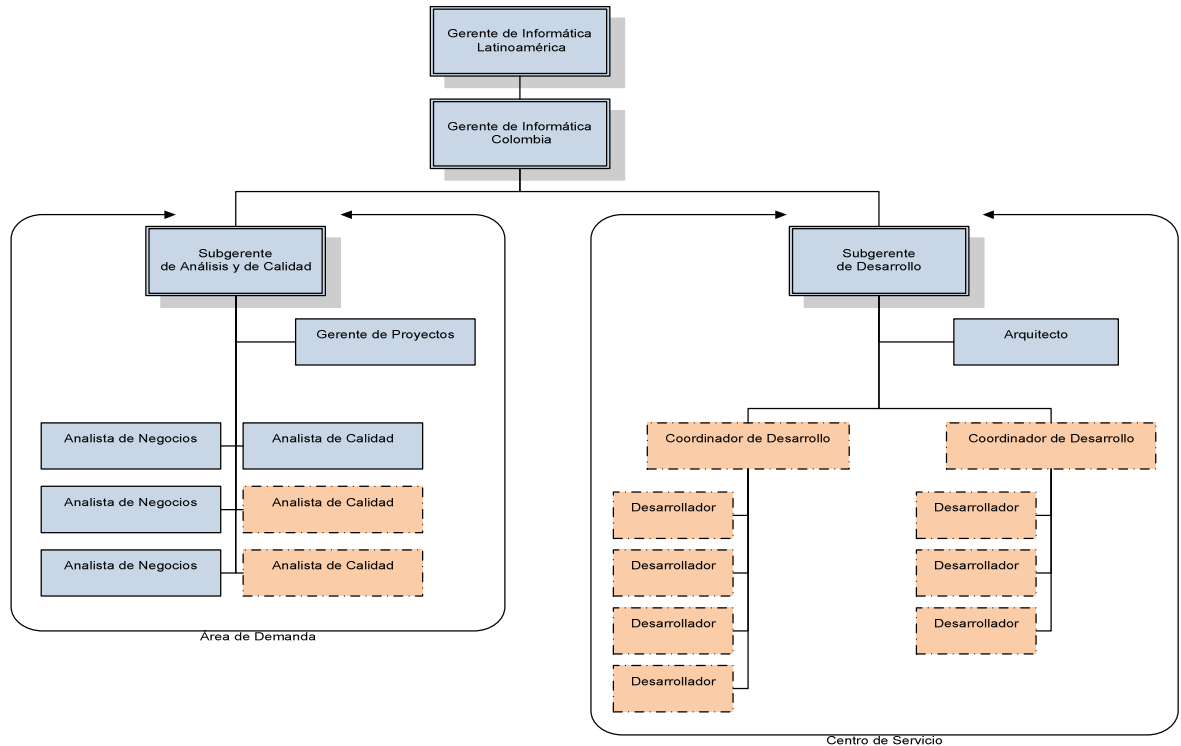 Gerente de Informática
Latinoamérica
Gerente de Informática
Colombia
Subgerente
de Análisis y de Calidad
Gerente de Proyectos
Analista de Negocios
Analista de Calidad
Analista de Negocios
Analista de Calidad
Analista de Negocios
Analista de Calidad
Área de Demanda
Subgerente
de Desarrollo
Arquitecto
Coordinador de Desarrollo
Desarrollador
Desarrollador
Desarrollador
Desarrollador
Coordinador de Desarrollo
Desarrollador
Desarrollador
Desarrollador
Centro de Servicio